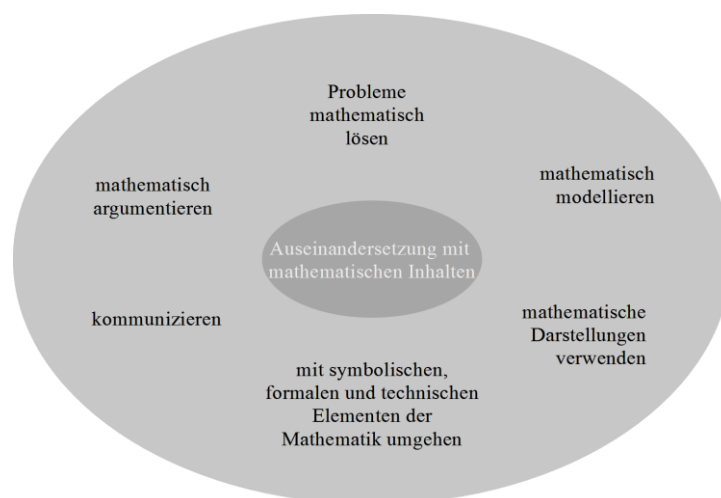 Probleme
mathematisch
lösen
mathematisch
argumentieren
mathematisch
modellieren
Auseinandersetzung mit
mathematischen Inhalten
kommunizieren
mathematische
Darstellungen
verwenden
mit symbolischen,
formalen und technischen
Elementen der
Mathematik umgehen